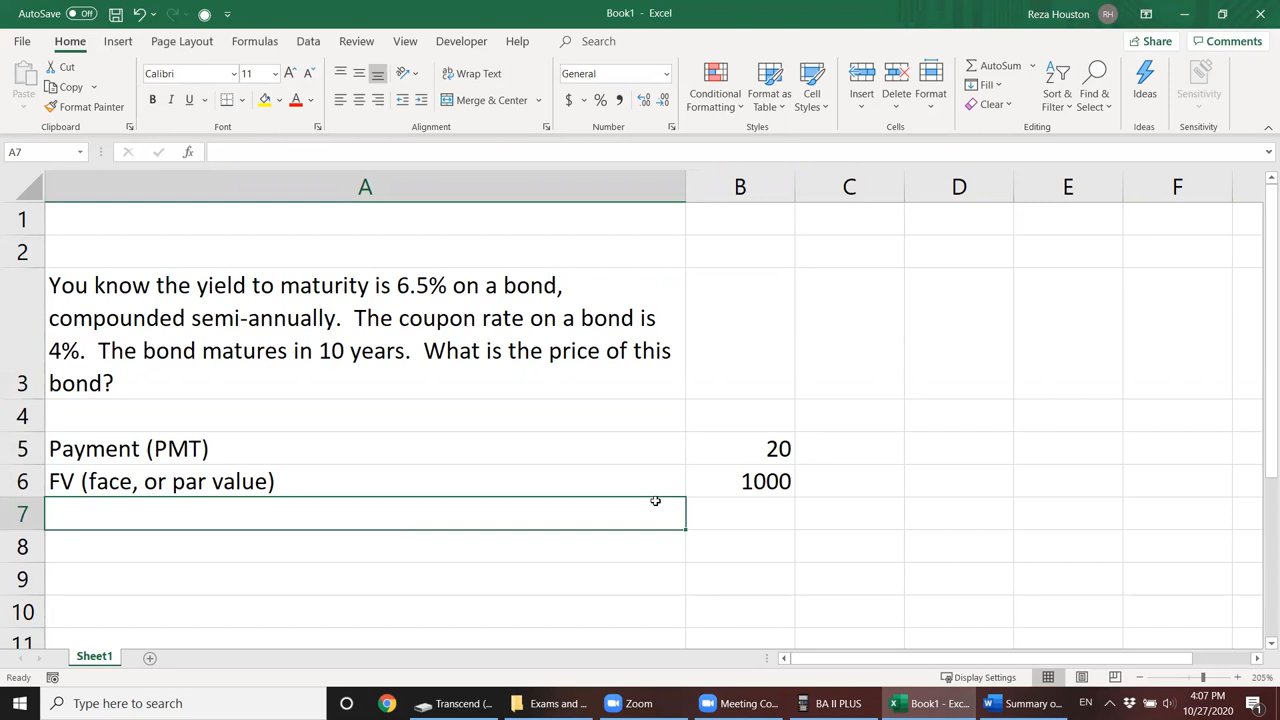 AutoSave Off
Book1 - Excel
Reza Houston RH
File Home Insert Page Layout Formulas Data Review View Developer Help Search Share Comments
Paste
Cut
Copy
Format Painter
Clipboard
Calibri 11 A A
B I U A
Font
Wrap Text
Merge & Center
Alignment
General
$ % ,
Number
Conditional Formatting
Format as Table
Cell Styles
Styles
Insert Delete Format
Cells
AutoSum
Fill
Clear
Sort & Filter
Find & Select
Editing
Ideas
Ideas
Sensitivity
Sensitivity
A7 fx
A B C D E F
1
2
You know the yield to maturity is 6.5% on a bond,
compounded semi-annually. The coupon rate on a bond is
4%. The bond matures in 10 years. What is the price of this
3 bond?
4
5 Payment (PMT) 20
6 FV (face, or par value) 1000
7
8
9
10
11
Sheet1
Ready Display Settings 205%
Type here to search Transcend (... Exams and ... Zoom Meeting Co... BA II PLUS Book1 - Exc... Summary o... EN 4:07 PM
10/27/2020